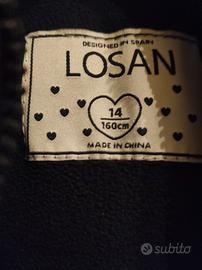 DESIGNED IN SPAIN
LOSAN
14
160cm
MADE IN CHINA
subito